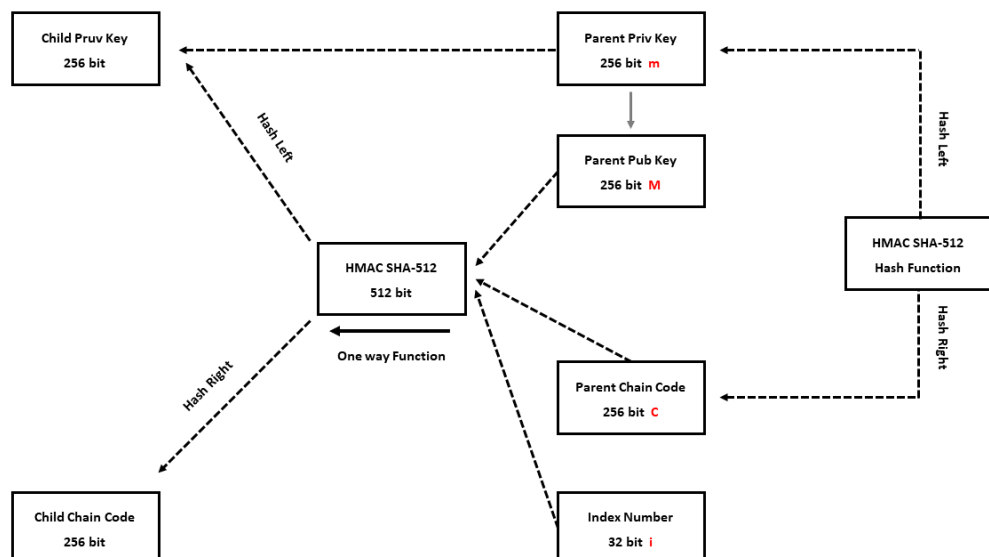 Child Pruv Key
256 bit
Parent Priv Key
256 bit m
Hash Left
Hash Left
Parent Pub Key
256 bit M
HMAC SHA-512
Hash Function
HMAC SHA-512
512 bit
One way Function
Hash Right
Hash Right
Parent Chain Code
256 bit C
Child Chain Code
256 bit
Index Number
32 bit i